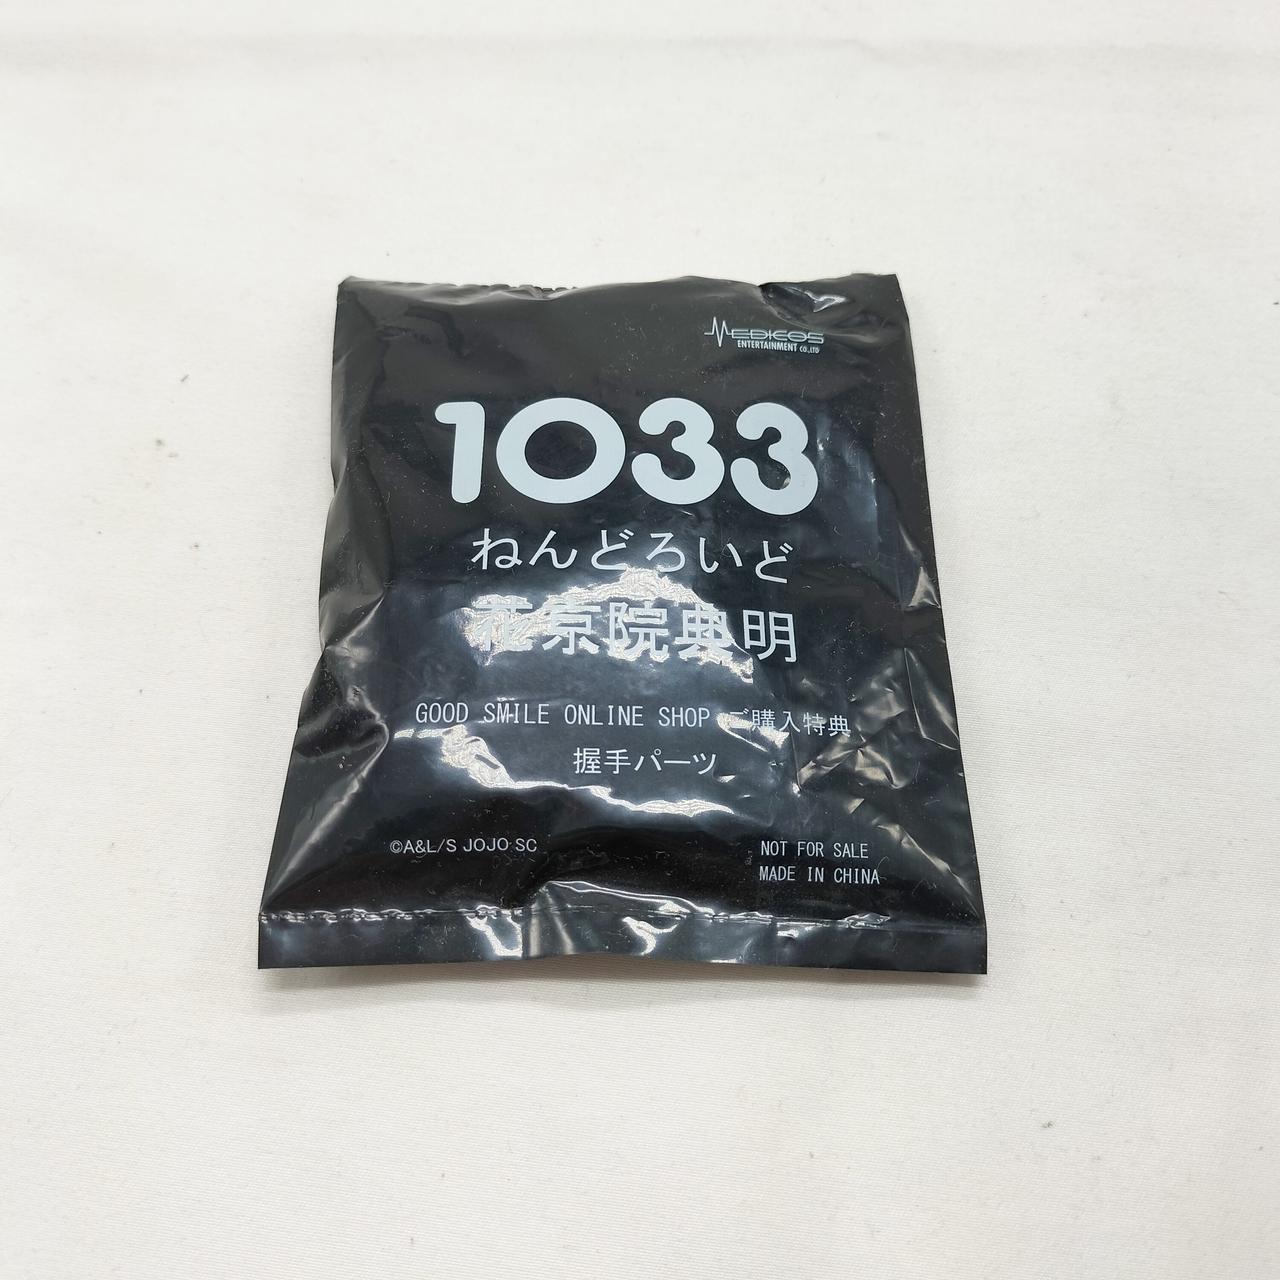 MEDICOS
ENTERTAINMENT CO.,LTD
1033
ねんどろいど
花京院典明
GOOD SMILE ONLINE SHOP ご購入特典
握手パーツ
©A&L/S JOJO SC
NOT FOR SALE
MADE IN CHINA